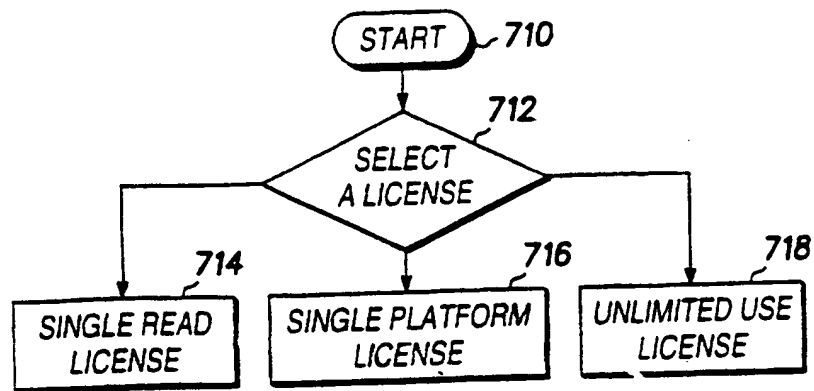 START
710
712
SELECT
A LICENSE
714
716
718
SINGLE READ
LICENSE
SINGLE PLATFORM
LICENSE
UNLIMITED USE
LICENSE